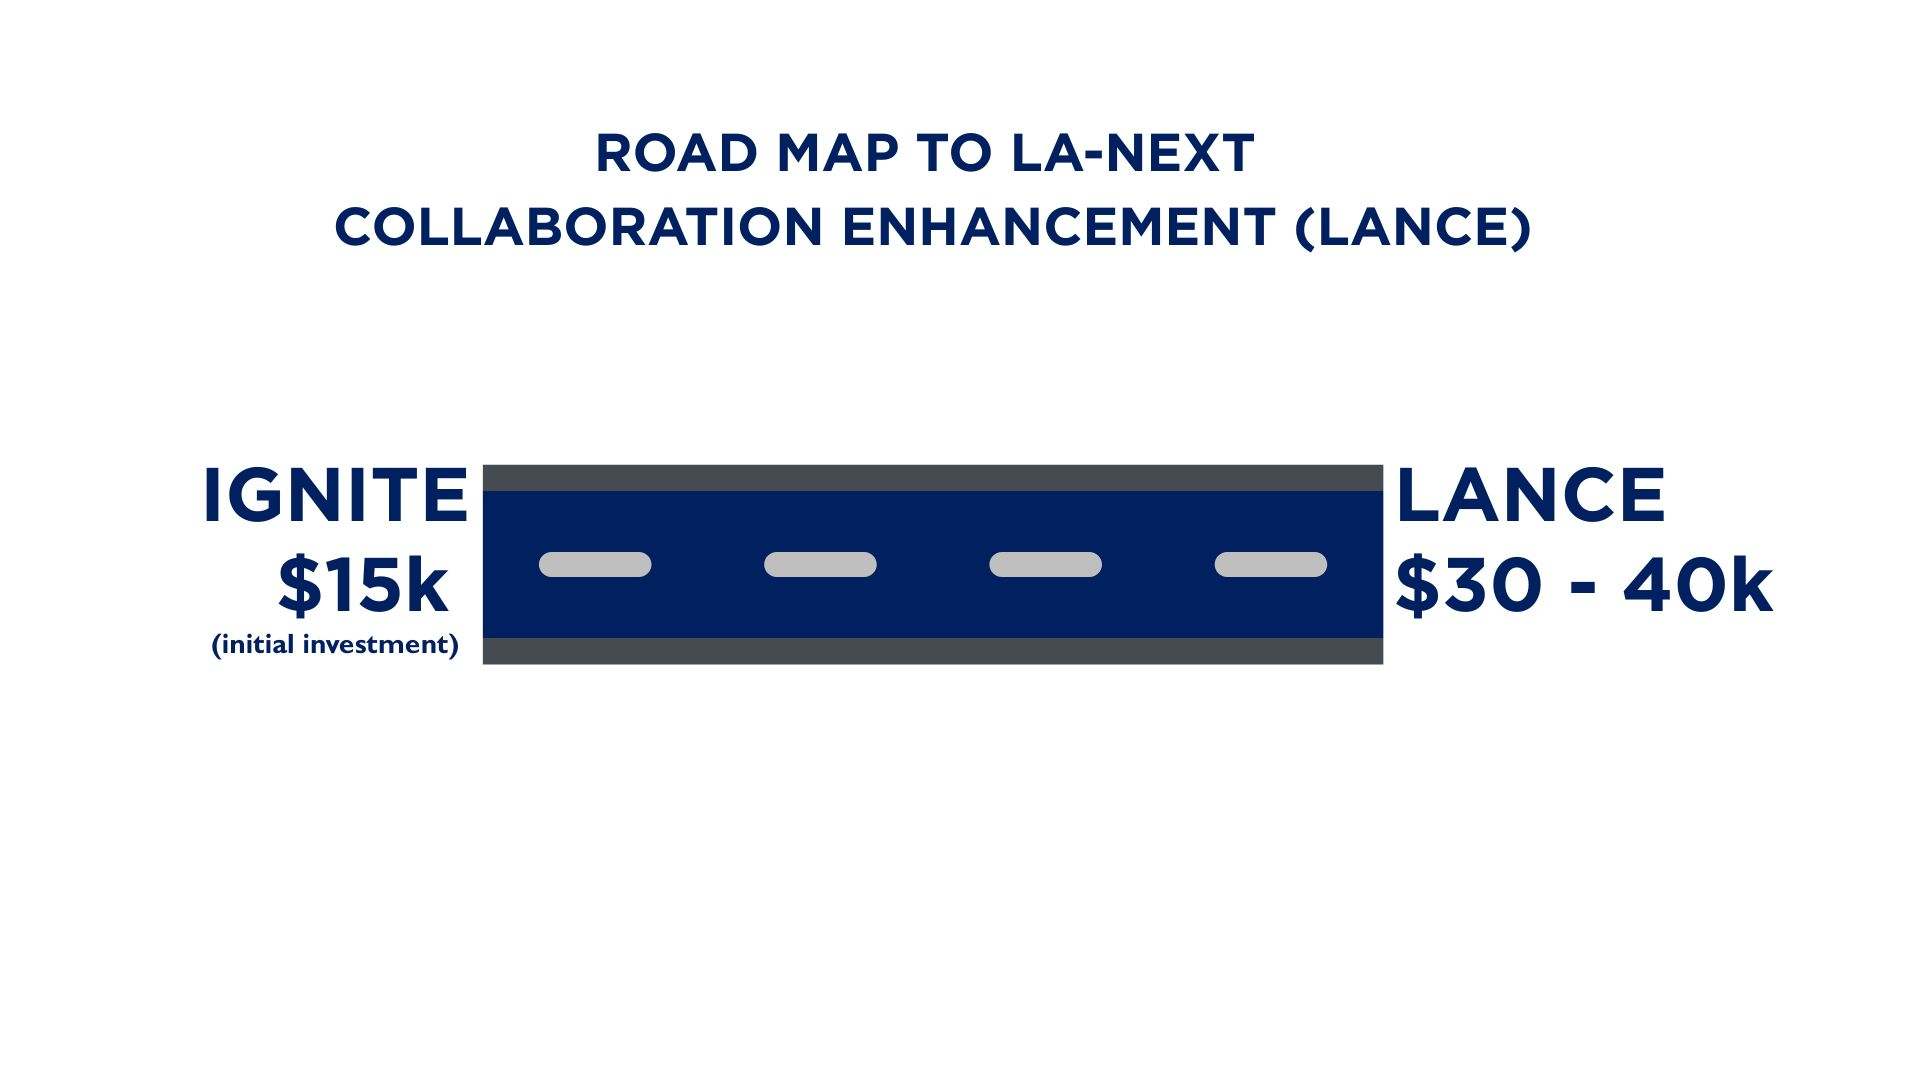 ROAD MAP TO LA-NEXT
COLLABORATION ENHANCEMENT (LANCE)
IGNITE
$15k
(initial investment)
LANCE
$30 - 40k